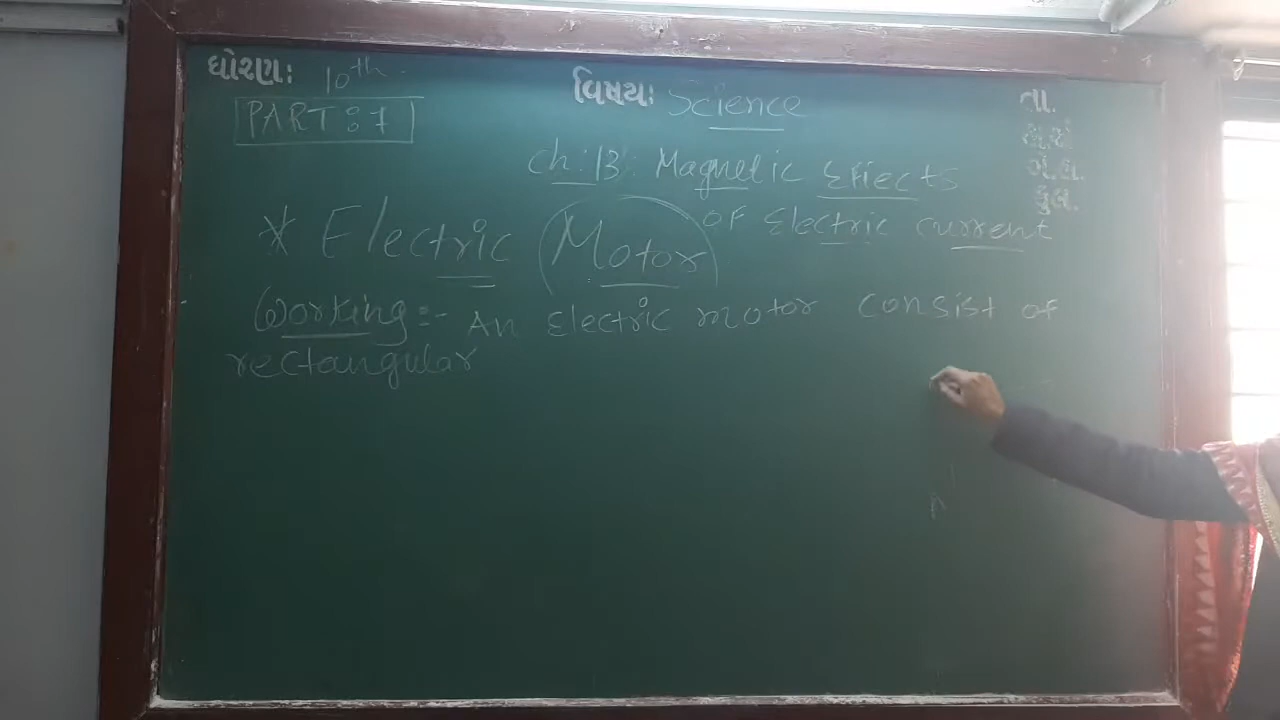 ધોરણ: 10th.
વિષય: Science
તા.
PART:7
Ch:13: Magnetic Effects
of Electric current
* Electric Motor
Working:- An Electric motor consist of
rectangular
A